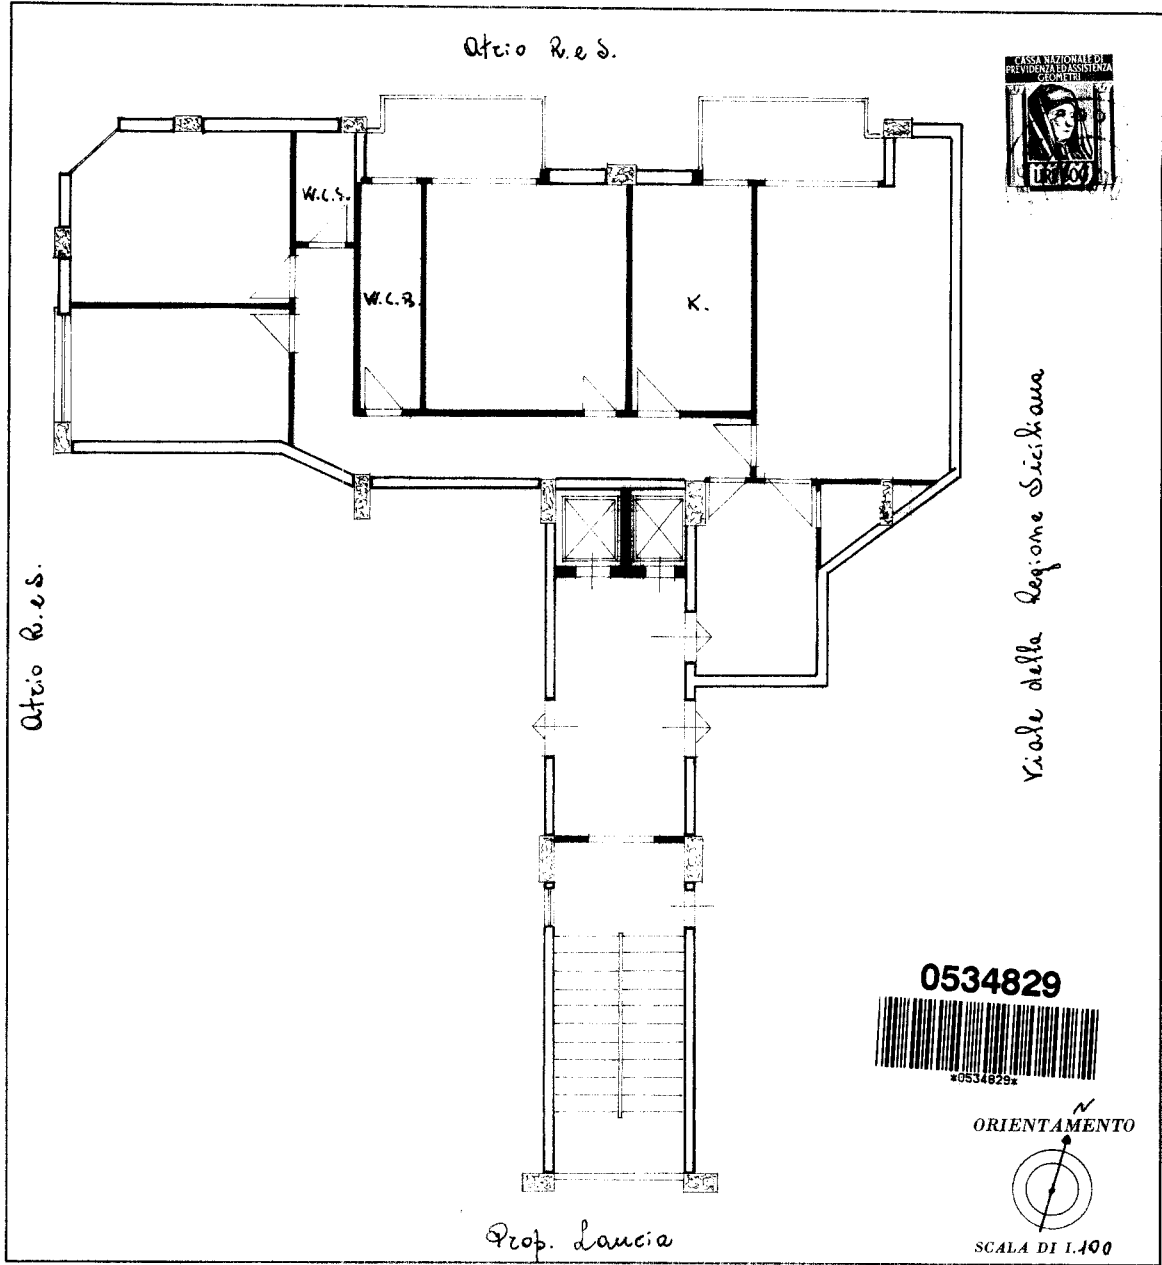 Atrio R. e S.
CASSA NAZIONALE DI
PREVIDENZA ED ASSISTENZA
GEOMETRI
W.C.S.
W.C.B.
K.
Viale della Regione Siciliana
Atrio R. e S.
0534829
*0534829*
N
ORIENTAMENTO
SCALA DI 1.100
Prop. Lancia